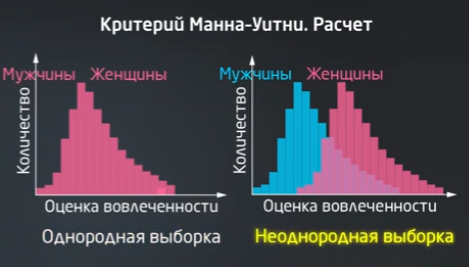 Критерий Манна-Уитни. Расчет
Мужчины Женщины
Количество
Оценка вовлеченности
Однородная выборка
Мужчины Женщины
Количество
Оценка вовлеченности
Неоднородная выборка